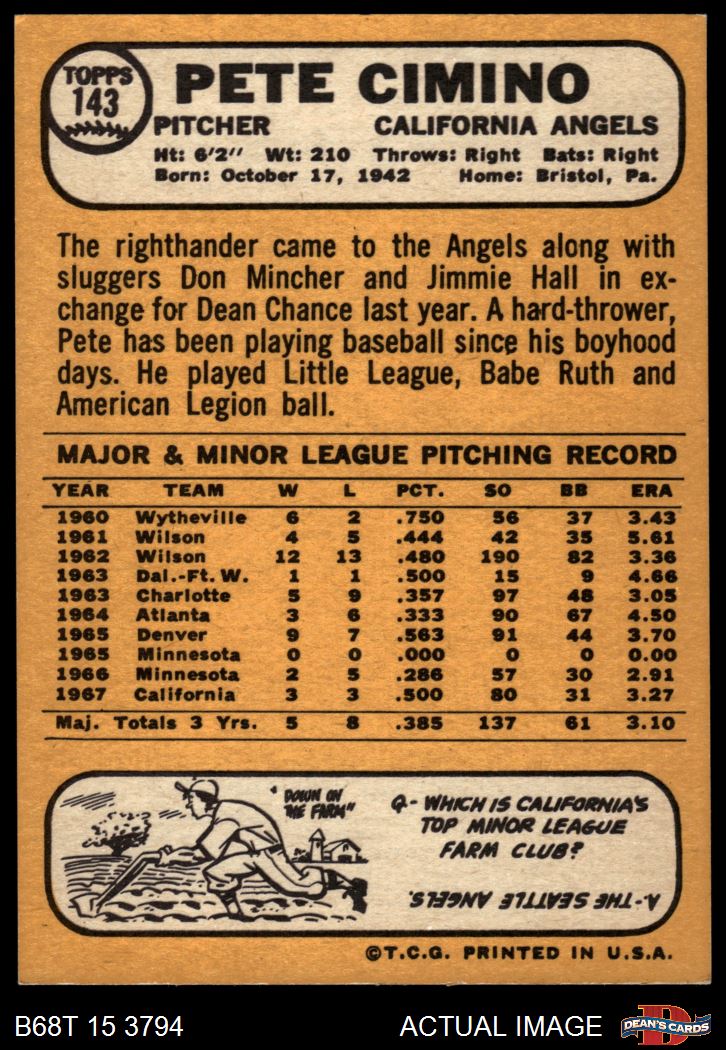 TOPPS
143
PETE CIMINO
PITCHER CALIFORNIA ANGELS
Ht: 6'2" Wt: 210 Throws: Right Bats: Right
Born: October 17, 1942 Home: Bristol, Pa.
The righthander came to the Angels along with
sluggers Don Mincher and Jimmie Hall in ex-
change for Dean Chance last year. A hard-thrower,
Pete has been playing baseball since his boyhood
days. He played Little League, Babe Ruth and
American Legion ball.
MAJOR & MINOR LEAGUE PITCHING RECORD
YEAR TEAM W L PCT. SO BB ERA
1960 Wytheville 6 2 .750 56 37 3.43
1961 Wilson 4 5 .444 42 35 5.61
1962 Wilson 12 13 .480 190 82 3.36
1963 Dal.-Ft. W. 1 1 .500 15 9 4.66
1963 Charlotte 5 9 .357 97 48 3.05
1964 Atlanta 3 6 .333 90 67 4.50
1965 Denver 9 7 .563 91 44 3.70
1965 Minnesota 0 0 .000 0 0 0.00
1966 Minnesota 2 5 .286 57 30 2.91
1967 California 3 3 .500 80 31 3.27
Maj. Totals 3 Yrs. 5 8 .385 137 61 3.10
"DOWN ON
THE FARM"
Q- WHICH IS CALIFORNIA'S
TOP MINOR LEAGUE
FARM CLUB?
A-THE SEATTLE ANGELS.
©T.C.G. PRINTED IN U.S.A.
B68T 15 3794 ACTUAL IMAGE
D
DEAN'S CARDS